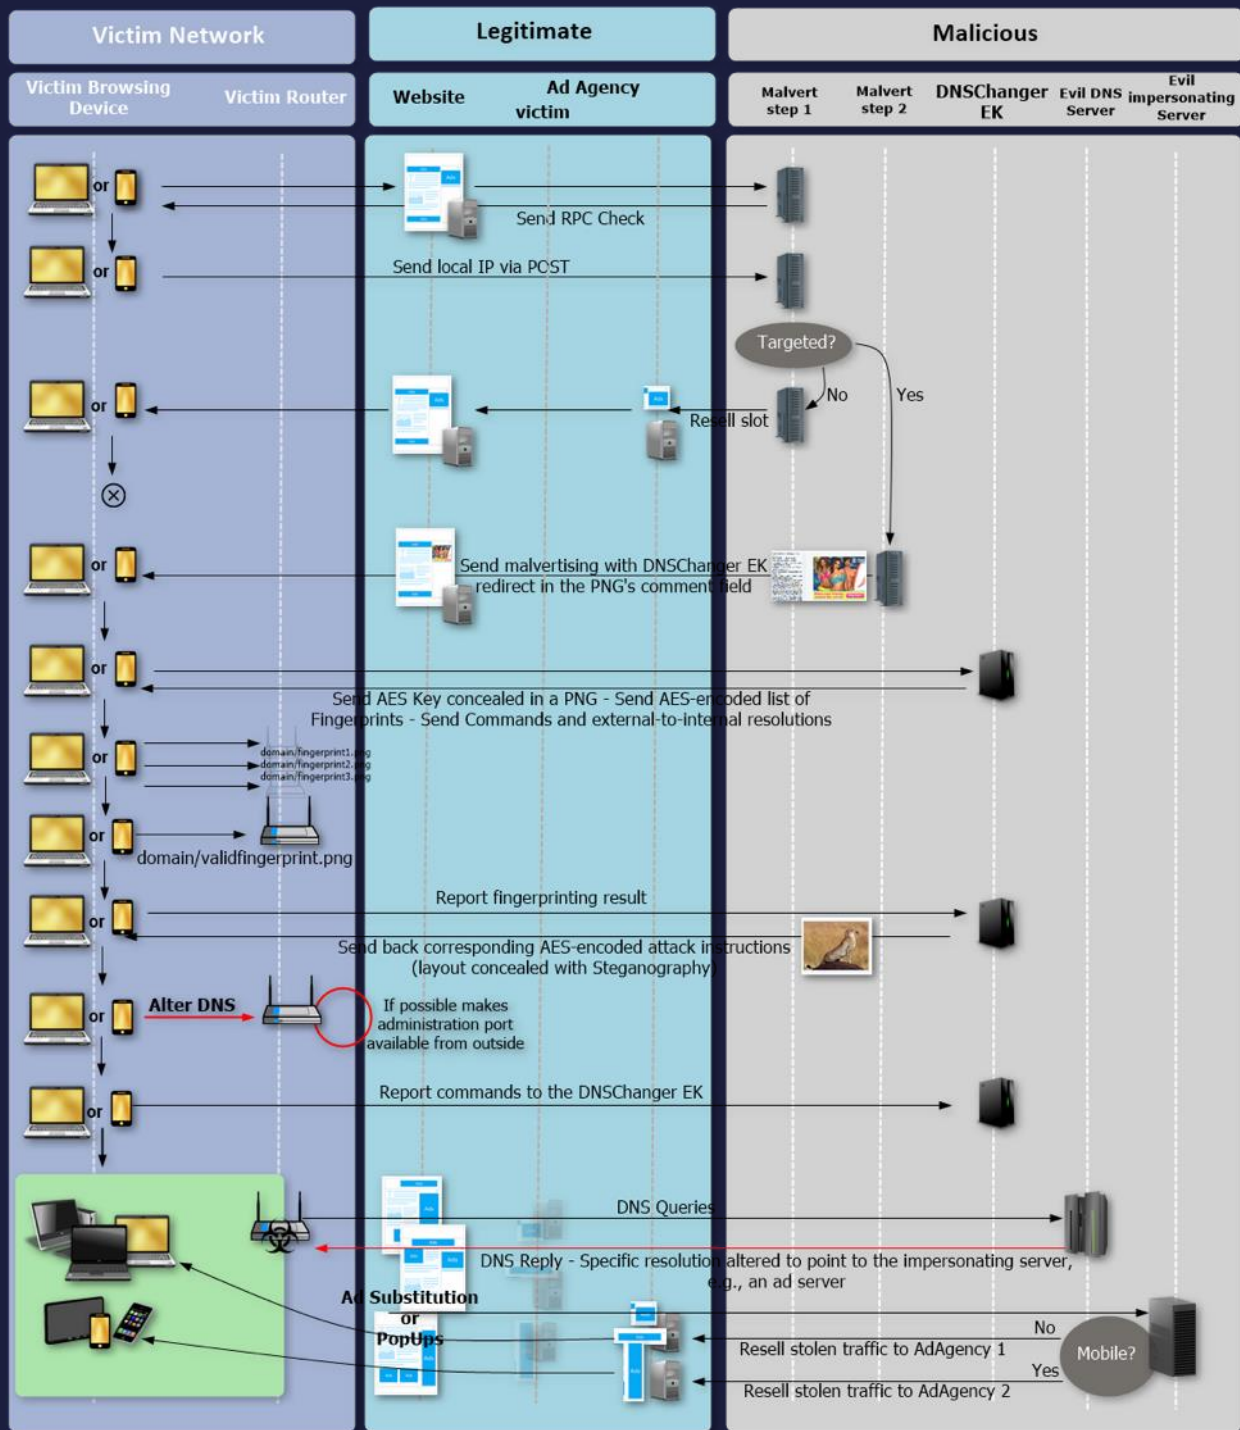 Victim Network
Legitimate
Malicious
Victim Browsing
Device
Victim Router
Website
Ad Agency
victim
Malvert
step 1
Malvert
step 2
DNSChanger
EK
Evil DNS
Server
Evil
impersonating
Server
or
Send RPC Check
or
Send local IP via POST
Targeted?
No
Yes
or
Ads
Ads
Resell slot
or
Send malvertising with DNSChanger EK
redirect in the PNG's comment field
or
Send AES Key concealed in a PNG - Send AES-encoded list of
Fingerprints - Send Commands and external-to-internal resolutions
or
domain/fingerprint1.png
domain/fingerprint2.png
domain/fingerprint3.png
or
domain/validfingerprint.png
or
Report fingerprinting result
Send back corresponding AES-encoded attack instructions
(layout concealed with Steganography)
or
Alter DNS
If possible makes
administration port
available from outside
or
Report commands to the DNSChanger EK
DNS Queries
DNS Reply - Specific resolution altered to point to the impersonating server,
e.g., an ad server
Ad Substitution
or
PopUps
No
Resell stolen traffic to AdAgency 1
Mobile?
Yes
Resell stolen traffic to AdAgency 2